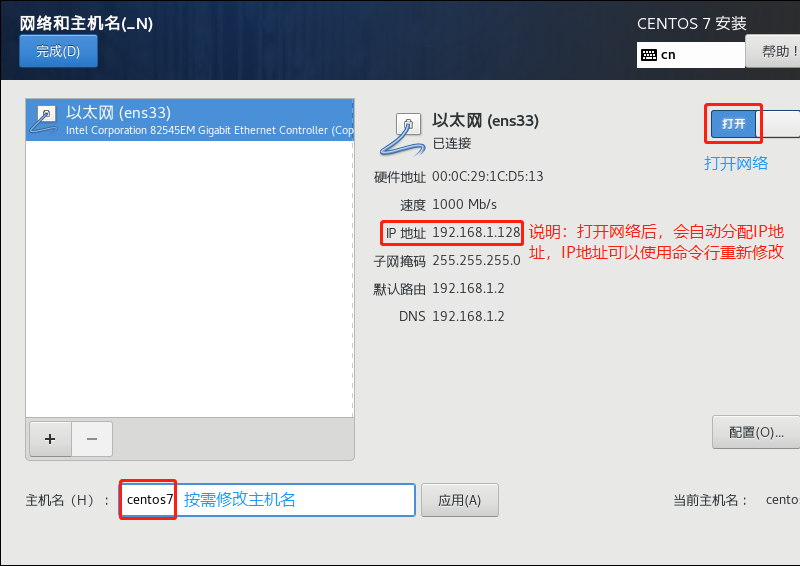 网络和主机名(_N)
CENTOS 7 安装
完成(D)
cn
帮助！
以太网 (ens33)
Intel Corporation 82545EM Gigabit Ethernet Controller (Cop
以太网 (ens33)
已连接
打开
打开网络
硬件地址 00:0C:29:1C:D5:13
速度 1000 Mb/s
IP 地址 192.168.1.128
说明：打开网络后，会自动分配IP地
址，IP地址可以使用命令行重新修改
子网掩码 255.255.255.0
默认路由 192.168.1.2
DNS 192.168.1.2
+ −
配置(O)...
主机名（H）： centos7 按需修改主机名 应用(A) 当前主机名： cento